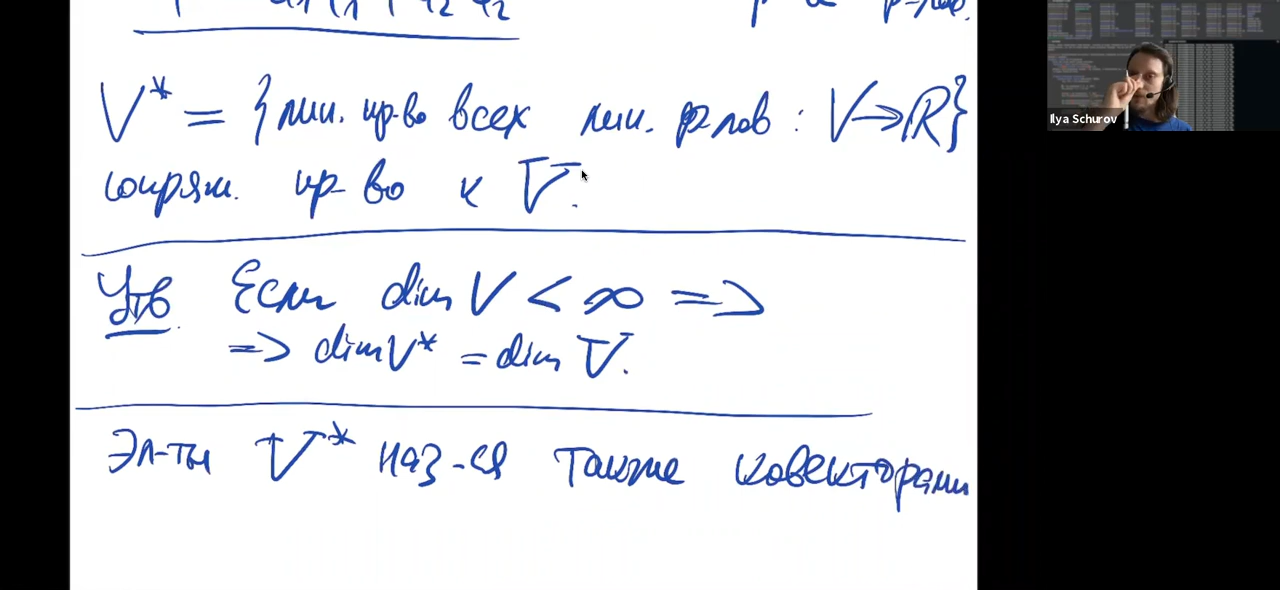 V* = {лин. пр-во всех лин. ф-лов : V→ℝ}
сопряж. пр-во к V.
Утв. Если dim V < ∞ =>
=> dim V* = dim V.
Эл-ты V* наз-ся также ковекторами
Ilya Schurov